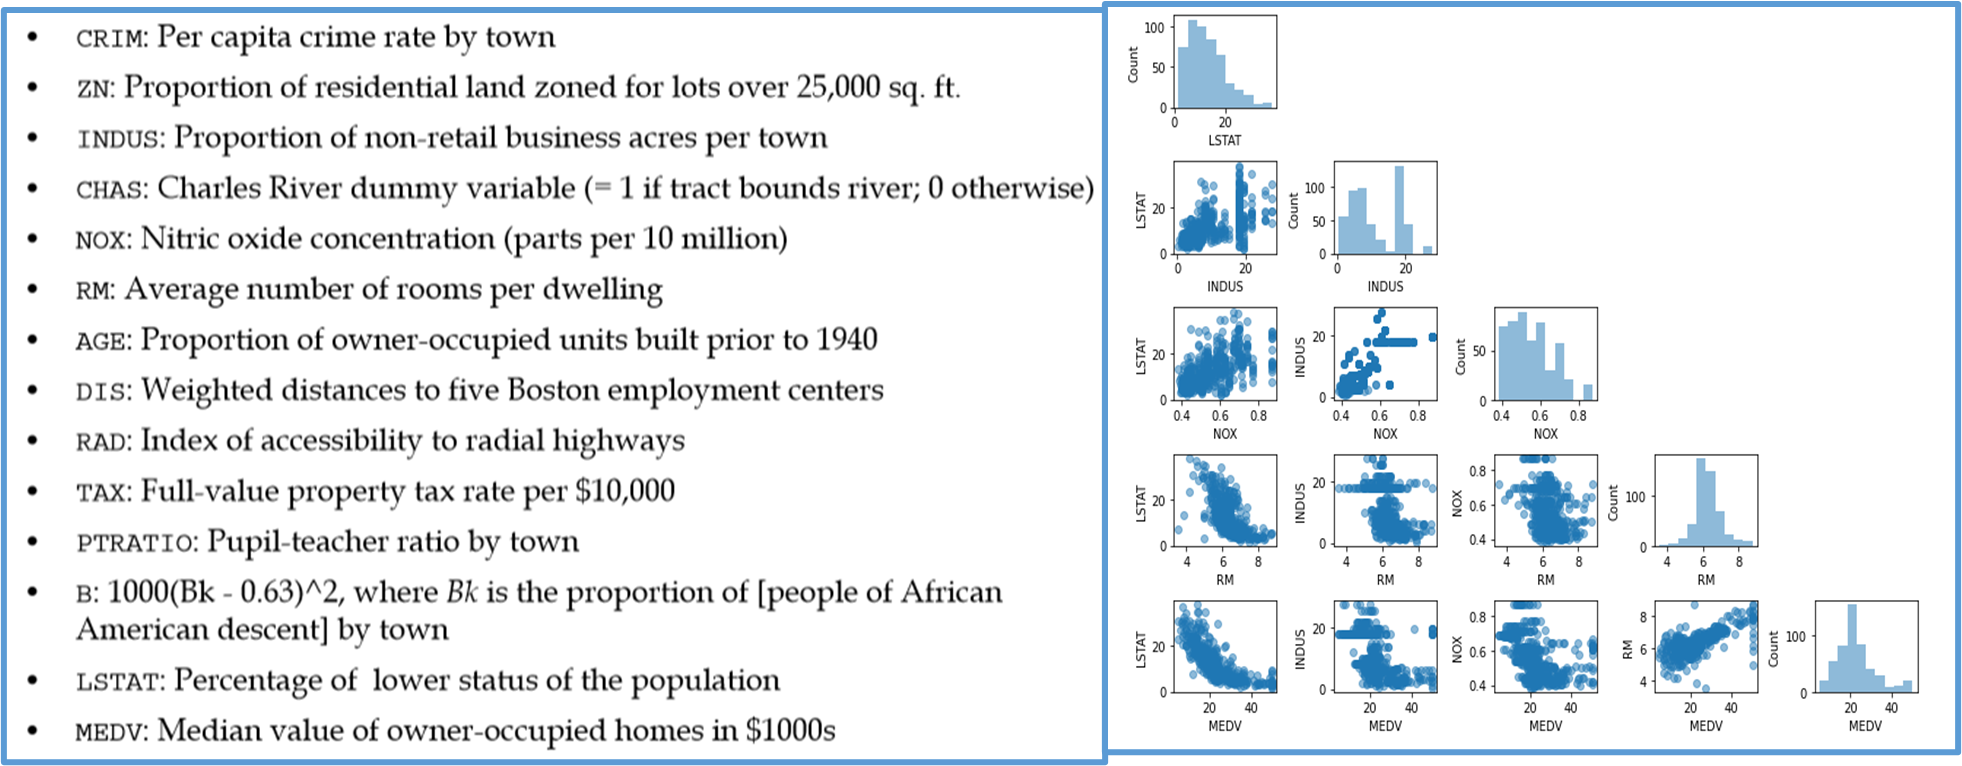 • CRIM: Per capita crime rate by town
• ZN: Proportion of residential land zoned for lots over 25,000 sq. ft.
• INDUS: Proportion of non-retail business acres per town
• CHAS: Charles River dummy variable (= 1 if tract bounds river; 0 otherwise)
• NOX: Nitric oxide concentration (parts per 10 million)
• RM: Average number of rooms per dwelling
• AGE: Proportion of owner-occupied units built prior to 1940
• DIS: Weighted distances to five Boston employment centers
• RAD: Index of accessibility to radial highways
• TAX: Full-value property tax rate per $10,000
• PTRATIO: Pupil-teacher ratio by town
• B: 1000(Bk - 0.63)^2, where Bk is the proportion of [people of African
American descent] by town
• LSTAT: Percentage of lower status of the population
• MEDV: Median value of owner-occupied homes in $1000s
Count
100
50
0
0 20
LSTAT
LSTAT
20
0
0 20
INDUS
Count
100
50
0
0 20
INDUS
LSTAT
20
0
0.4 0.6 0.8
NOX
INDUS
20
0
0.4 0.6 0.8
NOX
Count
50
0
0.4 0.6 0.8
NOX
LSTAT
20
0
4 6 8
RM
INDUS
20
0
4 6 8
RM
NOX
0.8
0.6
0.4
4 6 8
RM
Count
100
0
4 6 8
RM
LSTAT
20
0
20 40
MEDV
INDUS
20
0
20 40
MEDV
NOX
0.8
0.6
0.4
20 40
MEDV
RM
8
6
4
20 40
MEDV
Count
100
0
20 40
MEDV